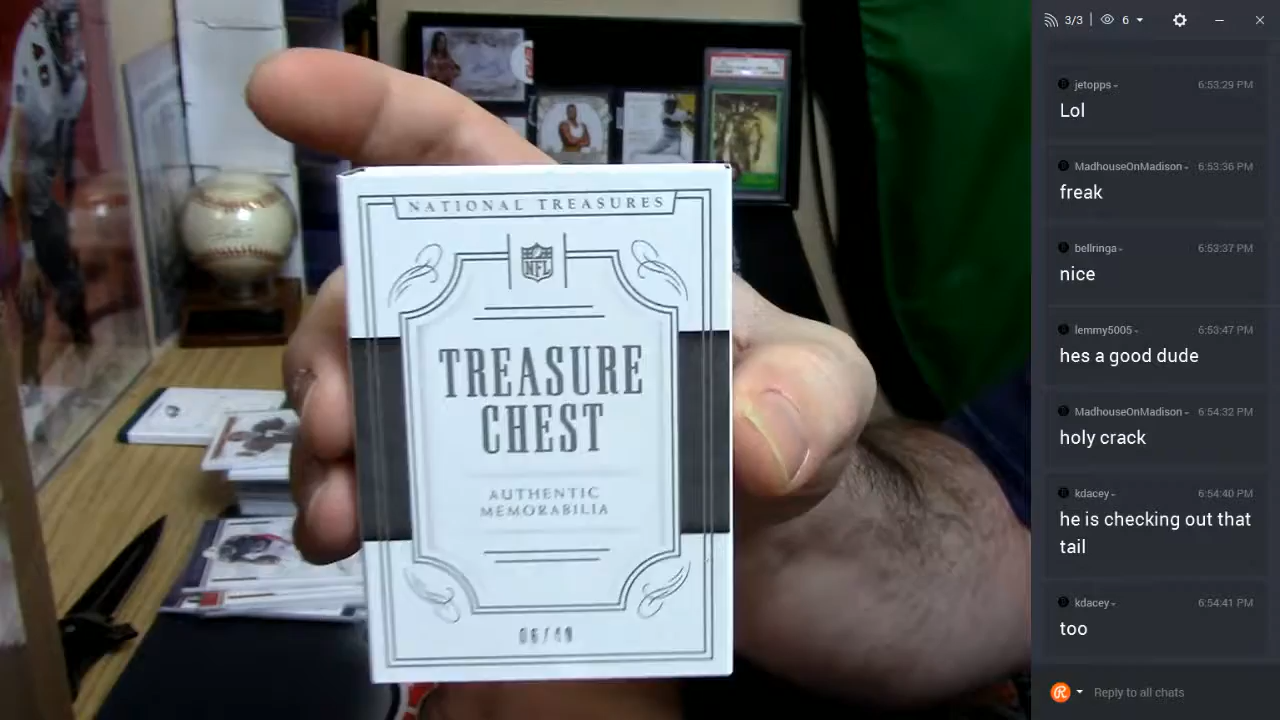 NATIONAL TREASURES
NFL
TREASURE
CHEST
AUTHENTIC
MEMORABILIA
3/3
6
jetopps
6:53:29 PM
Lol
MadhouseOnMadison
6:53:36 PM
freak
bellringa
6:53:37 PM
nice
lemmy5005
6:53:47 PM
hes a good dude
MadhouseOnMadison
6:54:32 PM
holy crack
kdacey
6:54:40 PM
he is checking out that
tail
kdacey
6:54:41 PM
too
Reply to all chats